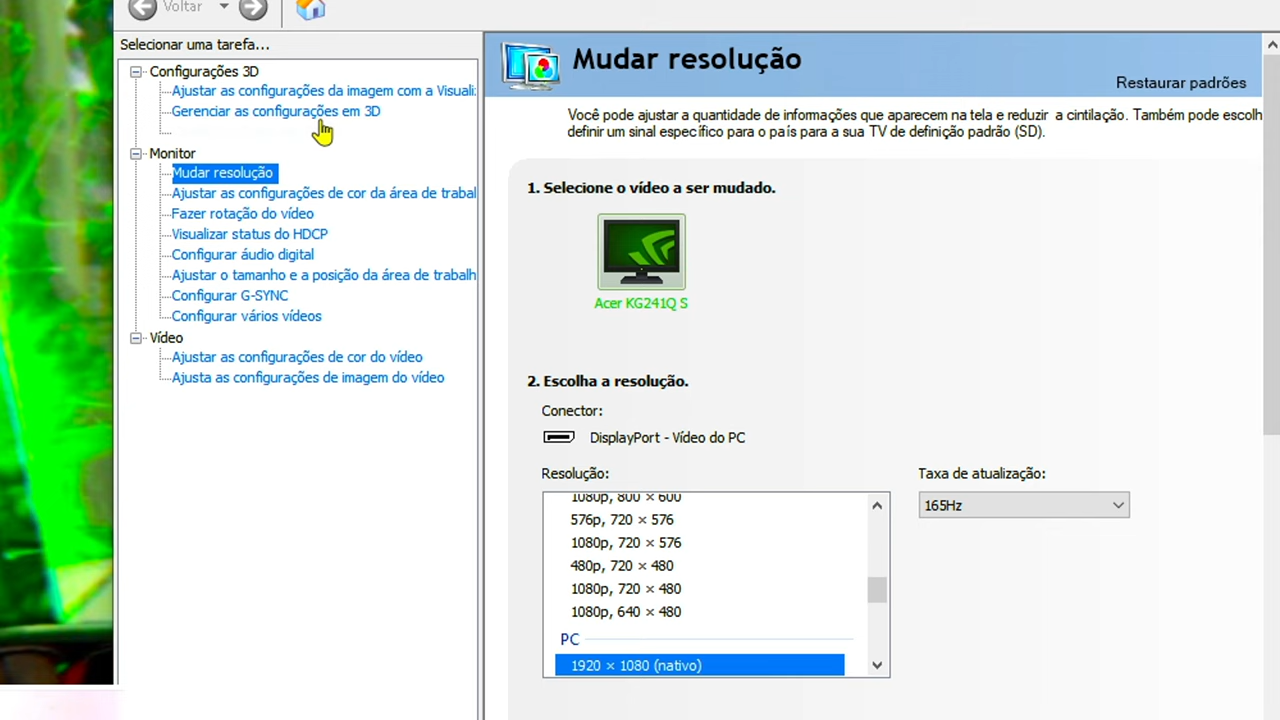 Voltar
Selecionar uma tarefa...
Configurações 3D
Ajustar as configurações da imagem com a Visuali
Gerenciar as configurações em 3D
Monitor
Mudar resolução
Ajustar as configurações de cor da área de trabal
Fazer rotação do vídeo
Visualizar status do HDCP
Configurar áudio digital
Ajustar o tamanho e a posição da área de trabalh
Configurar G-SYNC
Configurar vários vídeos
Vídeo
Ajustar as configurações de cor do vídeo
Ajusta as configurações de imagem do vídeo
Mudar resolução
Restaurar padrões
Você pode ajustar a quantidade de informações que aparecem na tela e reduzir a cintilação. Também pode escolh
definir um sinal específico para o país para a sua TV de definição padrão (SD).
1. Selecione o vídeo a ser mudado.
Acer KG241Q S
2. Escolha a resolução.
Conector:
DisplayPort - Vídeo do PC
Resolução:
Taxa de atualização:
165Hz
1080p, 800 × 600
576p, 720 × 576
1080p, 720 × 576
480p, 720 × 480
1080p, 720 × 480
1080p, 640 × 480
PC
1920 × 1080 (nativo)